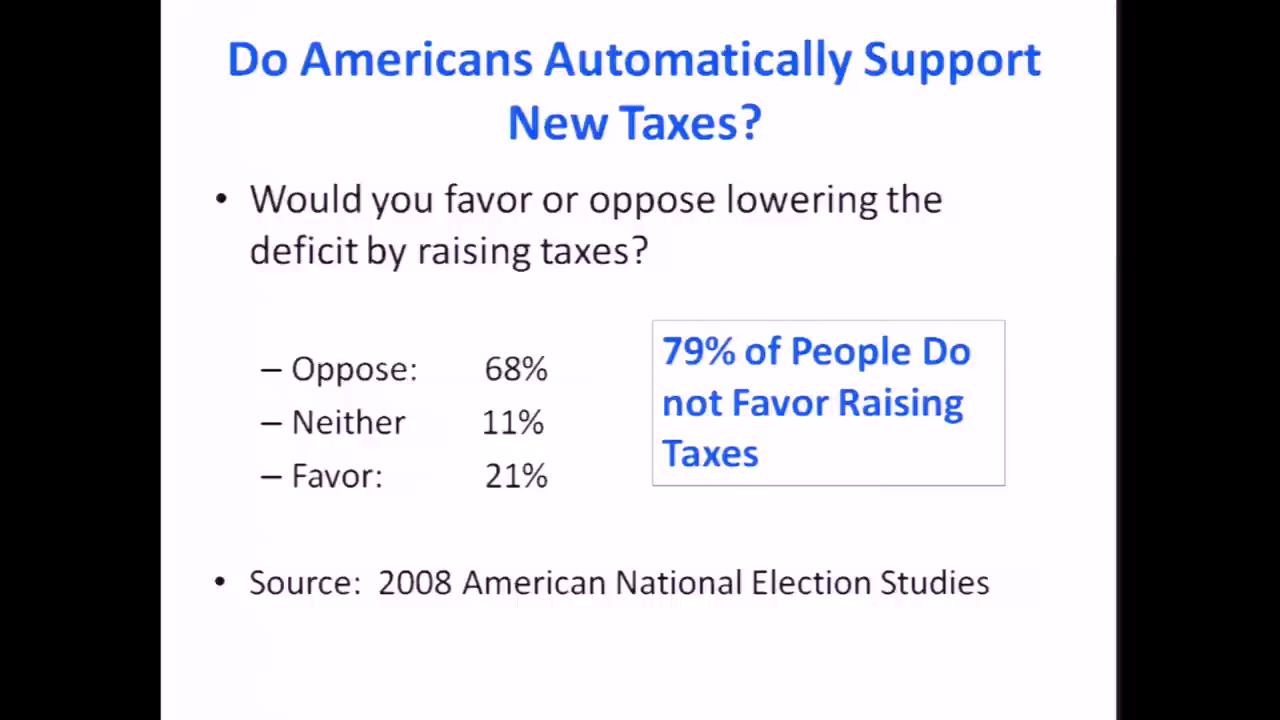 Do Americans Automatically Support
New Taxes?
• Would you favor or oppose lowering the
deficit by raising taxes?
– Oppose: 68%
– Neither 11%
– Favor: 21%
79% of People Do
not Favor Raising
Taxes
• Source: 2008 American National Election Studies